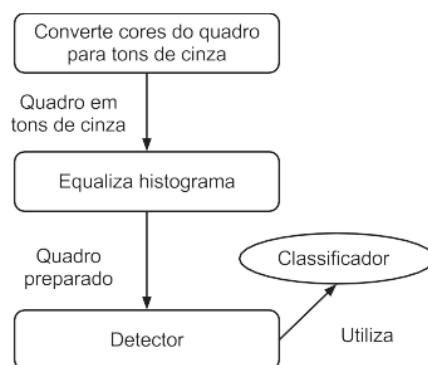 Converte cores do quadro
para tons de cinza
Quadro em
tons de cinza
Equaliza histograma
Quadro
preparado
Classificador
Detector
Utiliza